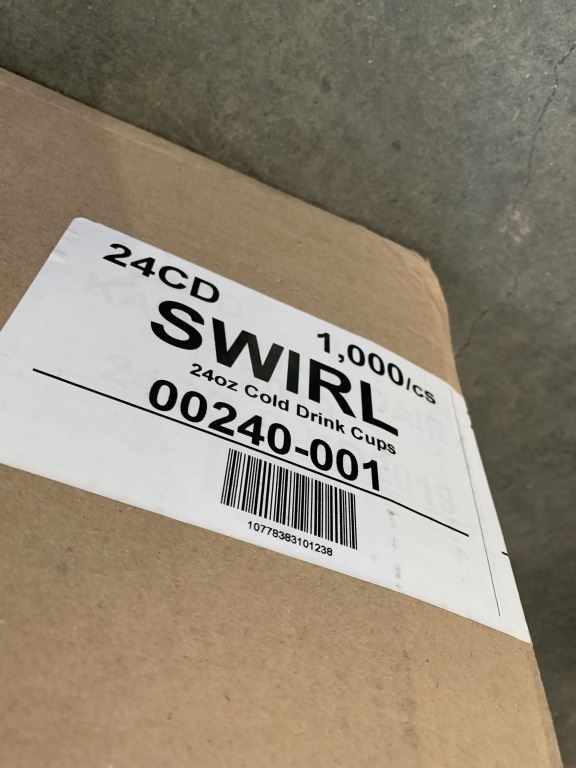 24CD
1,000/cs
SWIRL
24oz Cold Drink Cups
00240-001
10778383101238